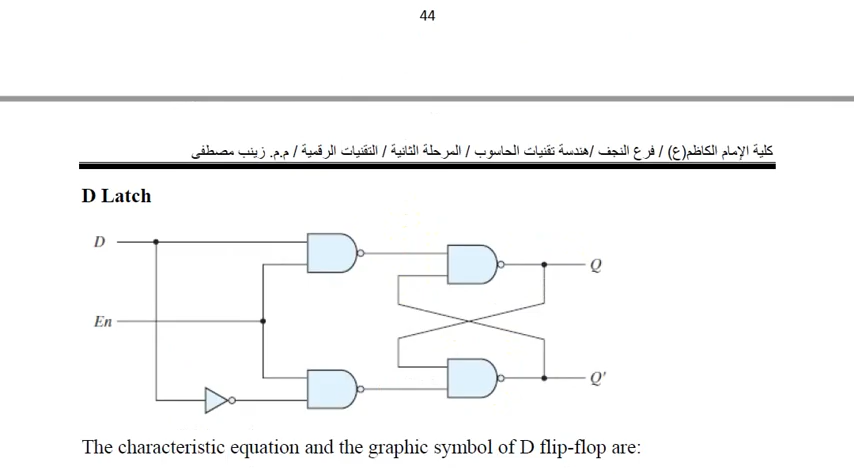 44
كلية الإمام الكاظم(ع) / فرع النجف /هندسة تقنيات الحاسوب / المرحلة الثانية / التقنيات الرقمية / م.م. زينب مصطفى
D Latch
D
Q
En
Q'
The characteristic equation and the graphic symbol of D flip-flop are: